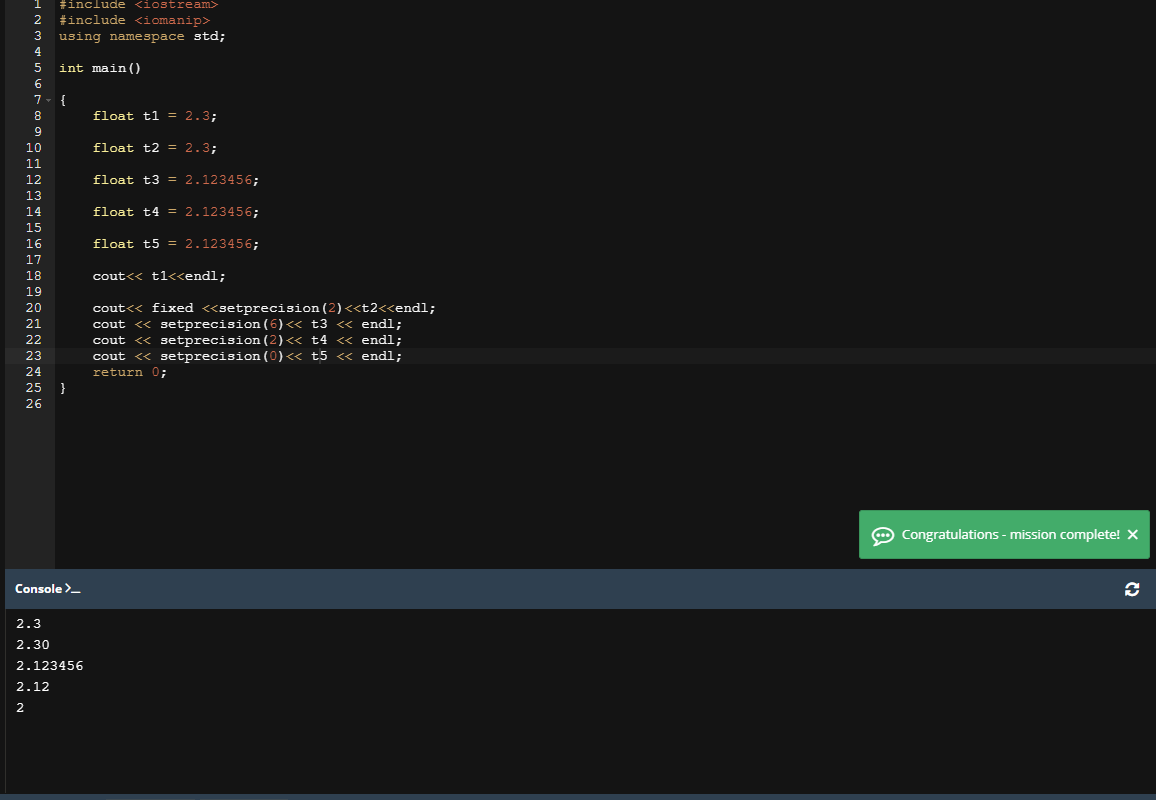 1 #include <iostream>
2 #include <iomanip>
3 using namespace std;
4
5 int main()
6
7 {
8 float t1 = 2.3;
9
10 float t2 = 2.3;
11
12 float t3 = 2.123456;
13
14 float t4 = 2.123456;
15
16 float t5 = 2.123456;
17
18 cout<< t1<<endl;
19
20 cout<< fixed <<setprecision(2)<<t2<<endl;
21 cout << setprecision(6)<< t3 << endl;
22 cout << setprecision(2)<< t4 << endl;
23 cout << setprecision(0)<< t5 << endl;
24 return 0;
25 }
26
Congratulations - mission complete! ×
Console >_
2.3
2.30
2.123456
2.12
2